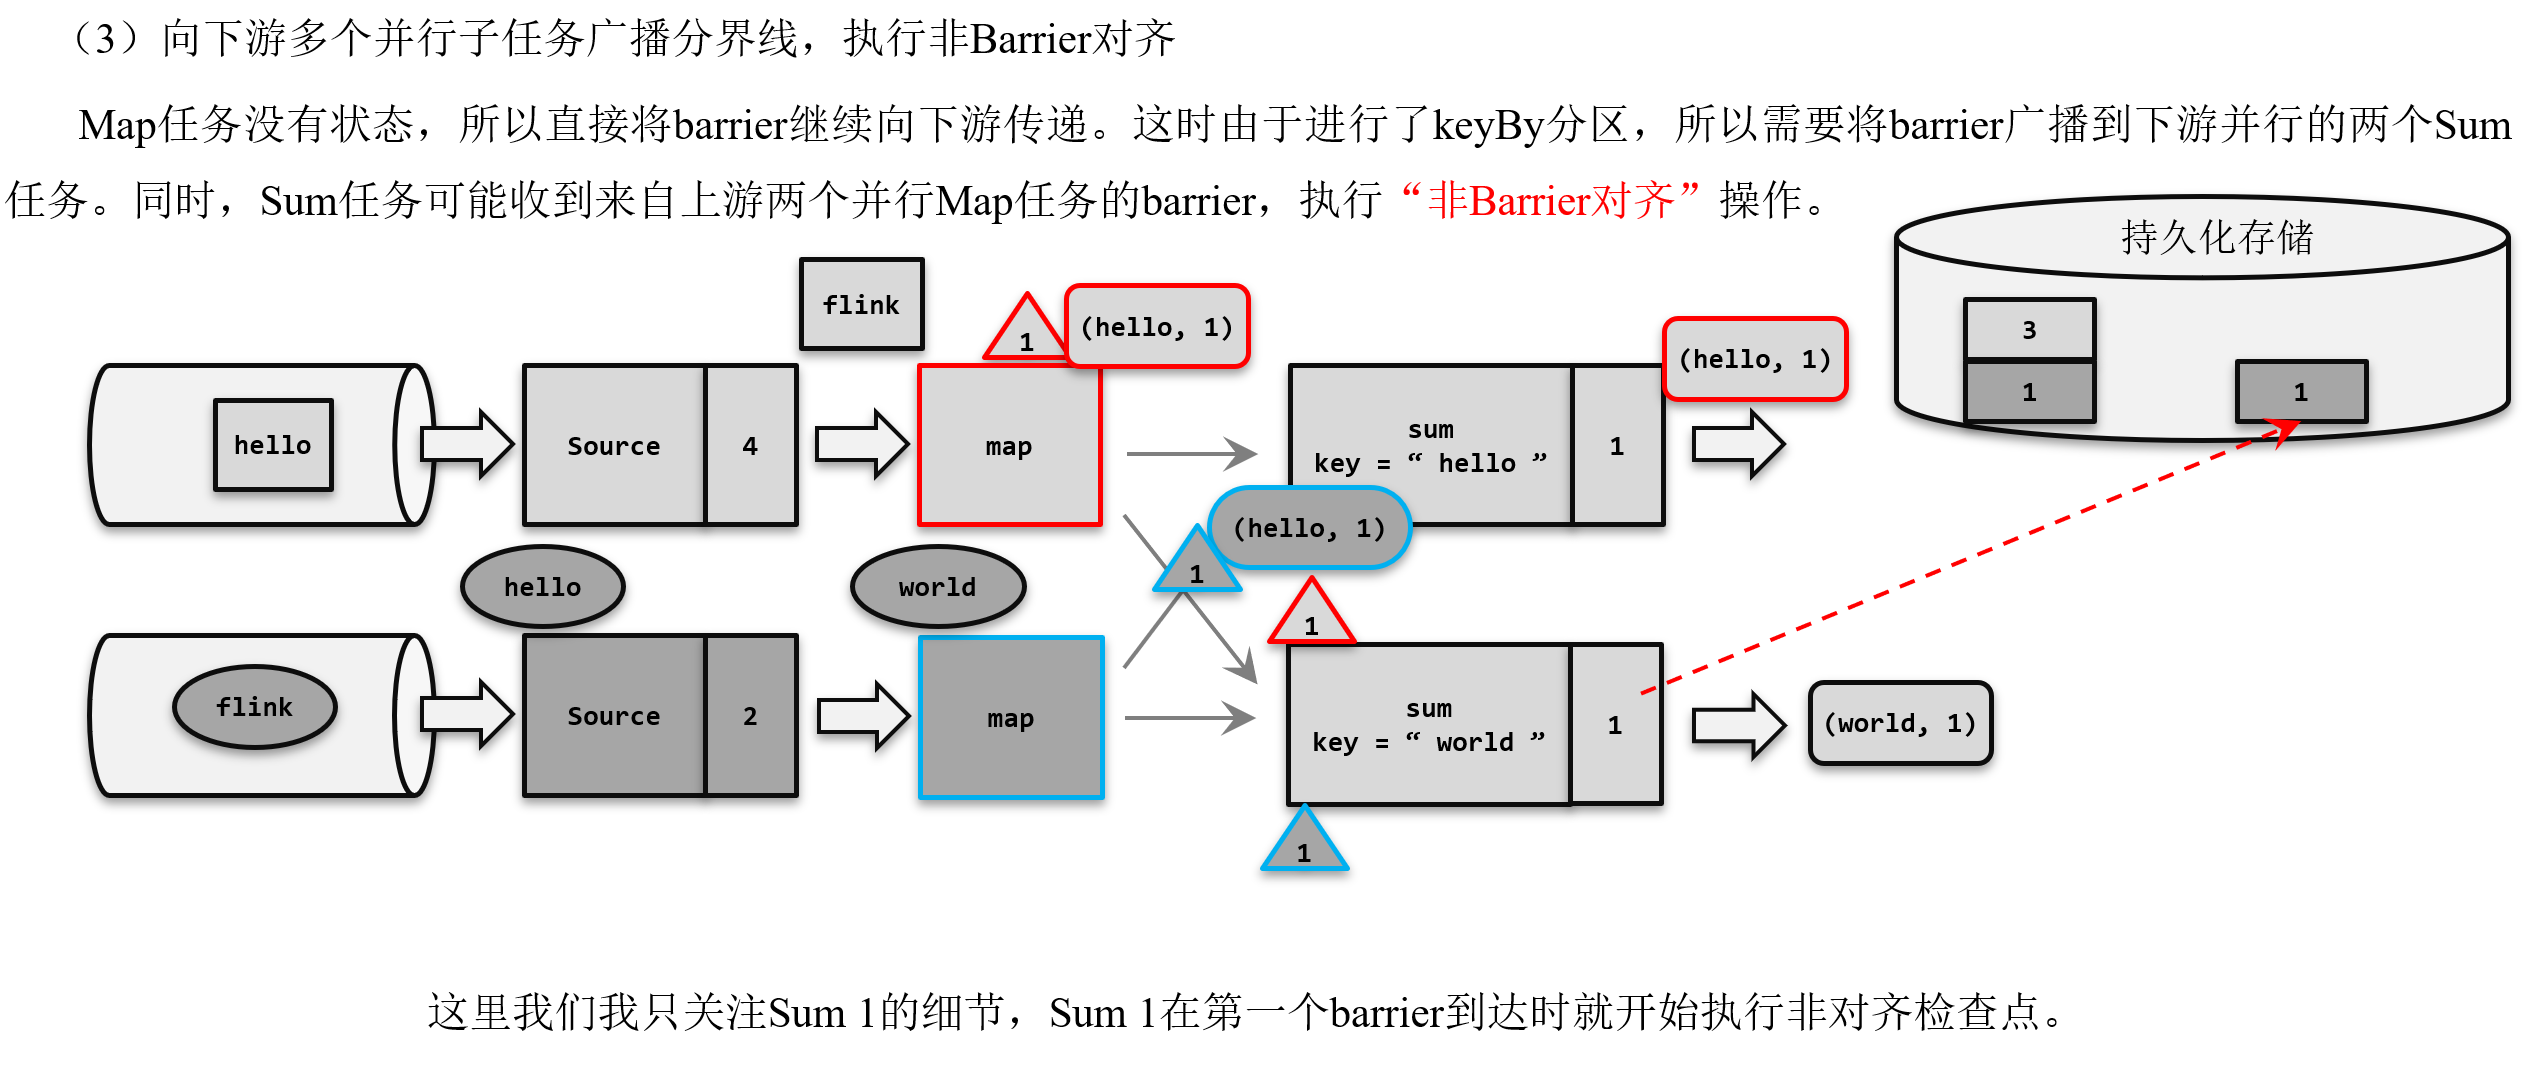 （3）向下游多个并行子任务广播分界线，执行非Barrier对齐
Map任务没有状态，所以直接将barrier继续向下游传递。这时由于进行了keyBy分区，所以需要将barrier广播到下游并行的两个Sum
任务。同时，Sum任务可能收到来自上游两个并行Map任务的barrier，执行“非Barrier对齐”操作。
持久化存储
flink
1
(hello, 1)
3
(hello, 1)
1
1
hello
Source
4
map
sum
key = “ hello ”
1
(hello, 1)
1
hello
world
1
flink
Source
2
map
sum
key = “ world ”
1
(world, 1)
1
这里我们我只关注Sum 1的细节，Sum 1在第一个barrier到达时就开始执行非对齐检查点。